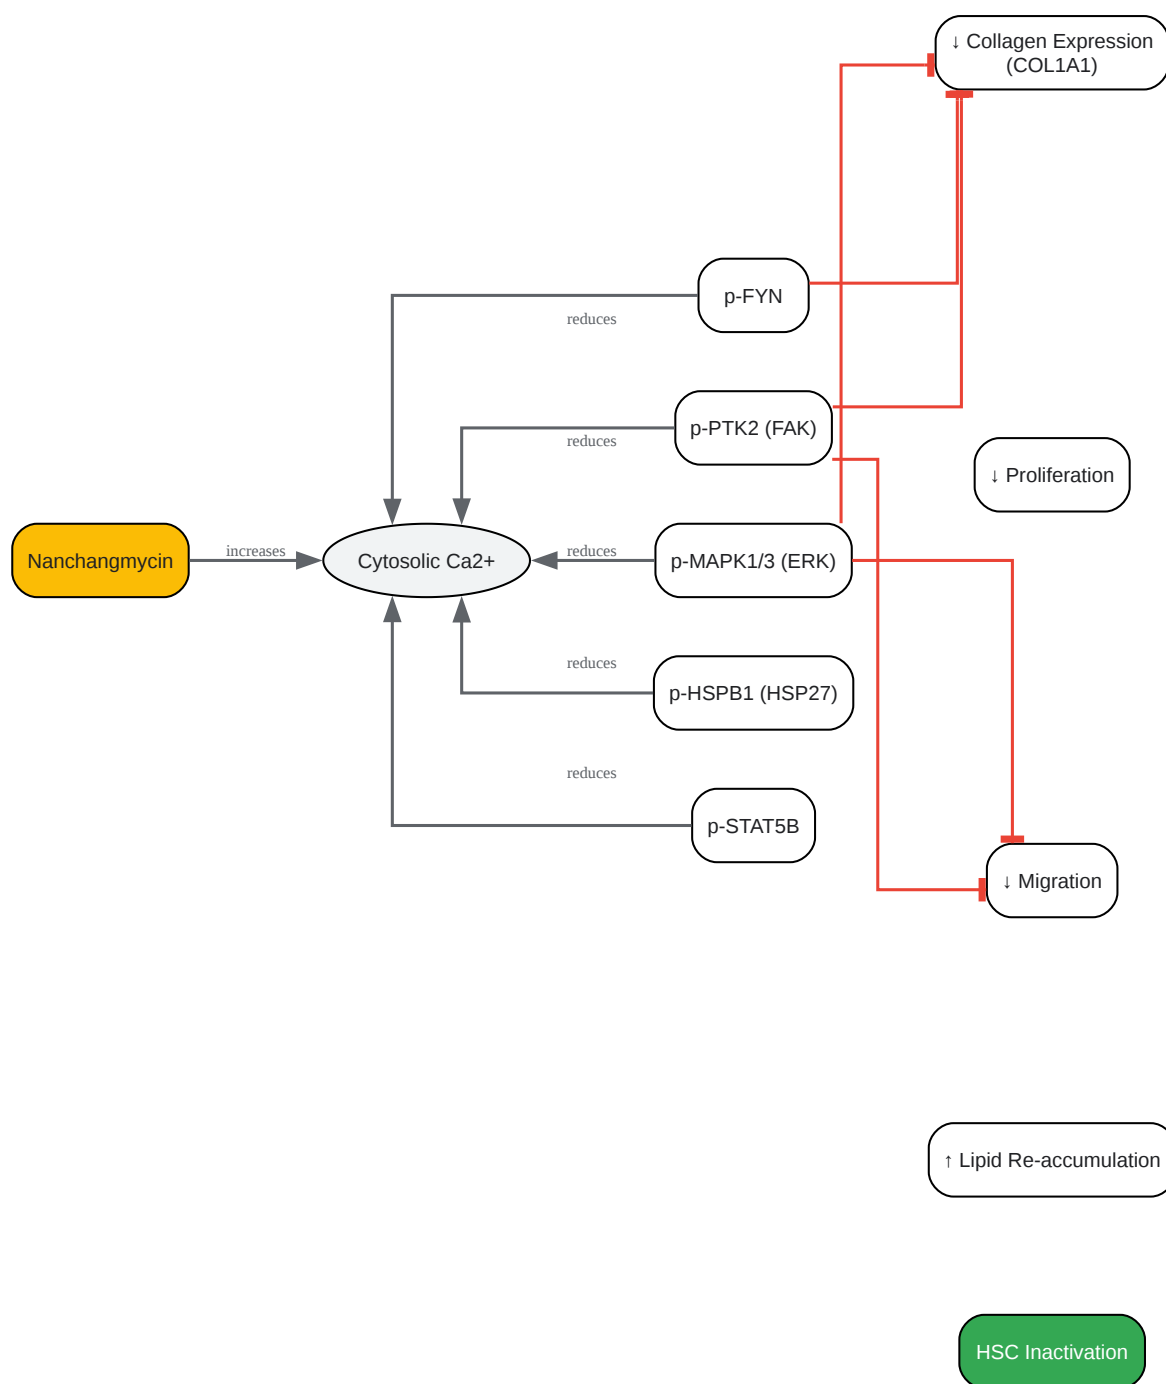 ↓ Collagen Expression
(COL1A1)
p-FYN
reduces
p-PTK2 (FAK)
reduces
↓ Proliferation
Nanchangmycin
increases
Cytosolic Ca2+
reduces
p-MAPK1/3 (ERK)
reduces
p-HSPB1 (HSP27)
reduces
p-STAT5B
↓ Migration
↑ Lipid Re-accumulation
HSC Inactivation